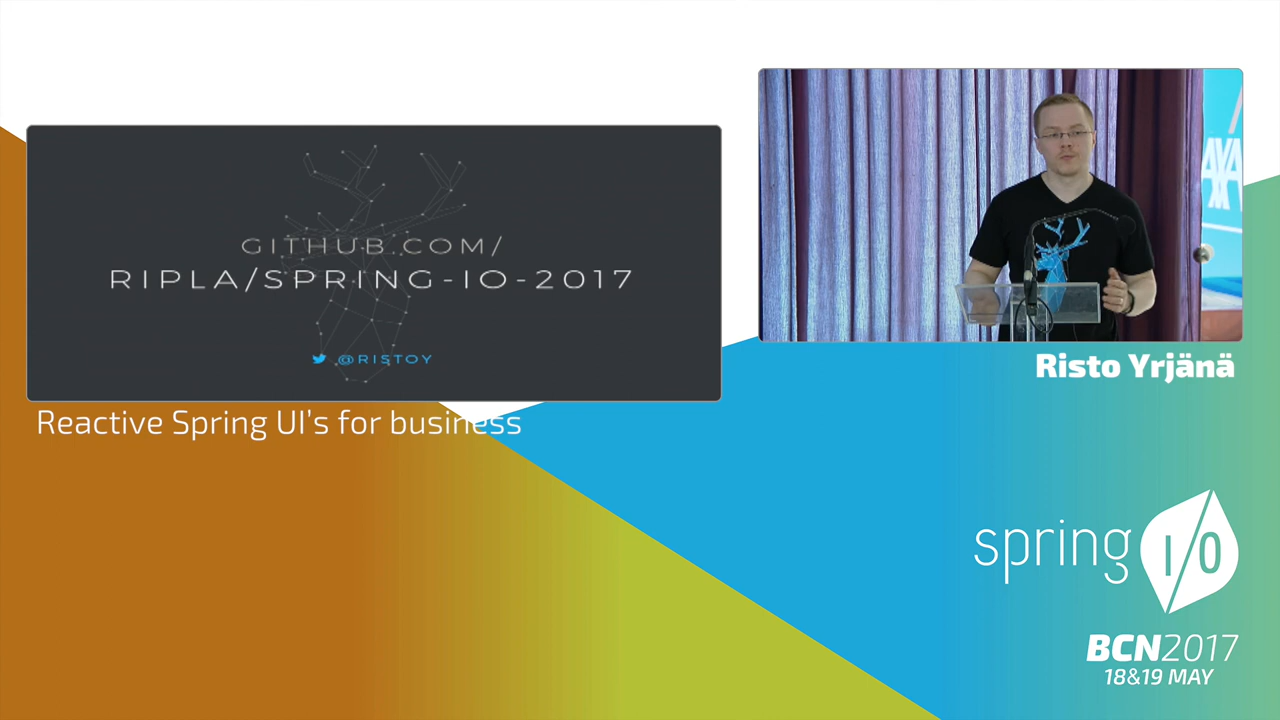 GITHUB.COM/
RIPLA/SPRING-IO-2017
@RISTOY
Reactive Spring UI's for business
Risto Yrjänä
spring I/O
BCN2017
18&19 MAY